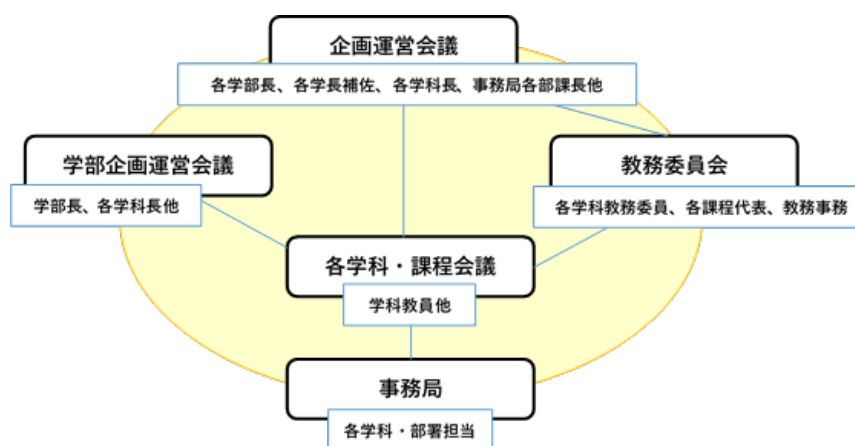 企画運営会議
各学部長、各学長補佐、各学科長、事務局各部課長他
学部企画運営会議
学部長、各学科長他
教務委員会
各学科教務委員、各課程代表、教務事務
各学科・課程会議
学科教員他
事務局
各学科・部署担当